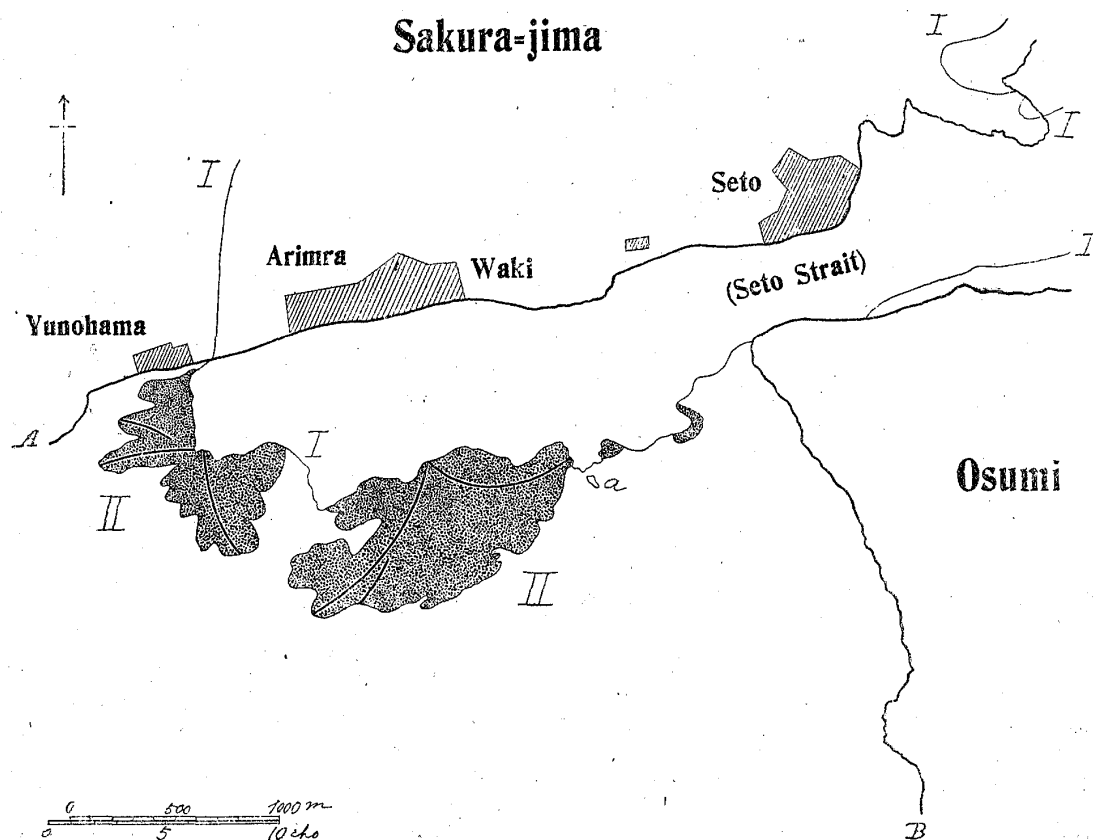 Sakura=jima
I
I
I
Seto
Arimra
Waki
I
(Seto Strait)
Yunohama
A
I
a
Osumi
II
II
0 500 1000 m
0 5 10 cho
B